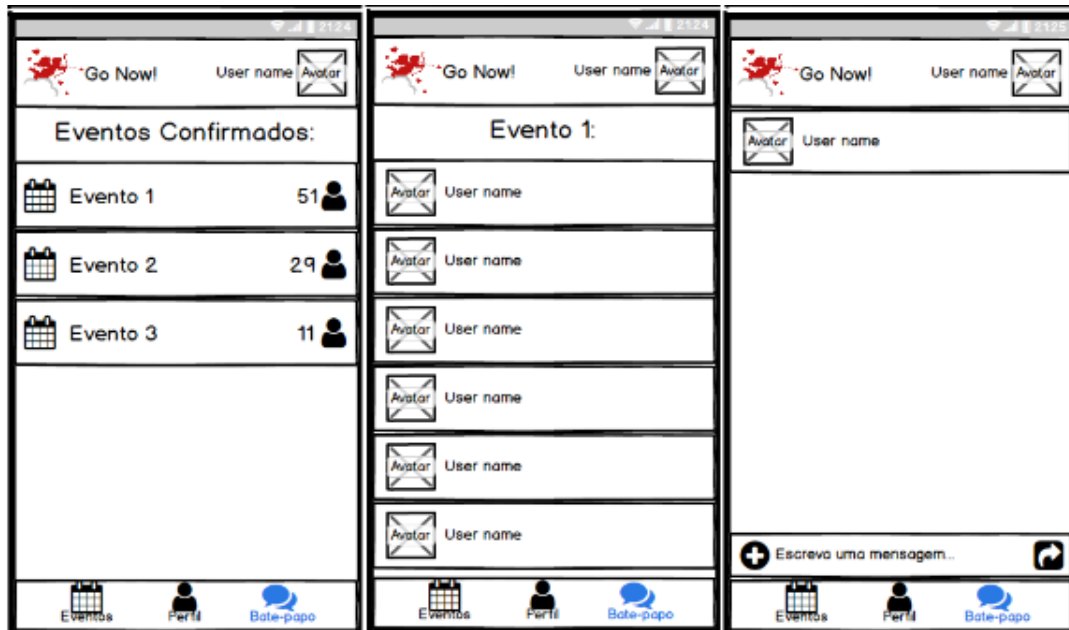 21:24
Go Now!
User name
Avatar
Eventos Confirmados:
Evento 1
51
Evento 2
29
Evento 3
11
Eventos
Perfil
Bate-papo
21:24
Go Now!
User name
Avatar
Evento 1:
Avatar
User name
Avatar
User name
Avatar
User name
Avatar
User name
Avatar
User name
Avatar
User name
Eventos
Perfil
Bate-papo
21:25
Go Now!
User name
Avatar
Avatar
User name
Escreva uma mensagem...
Eventos
Perfil
Bate-papo